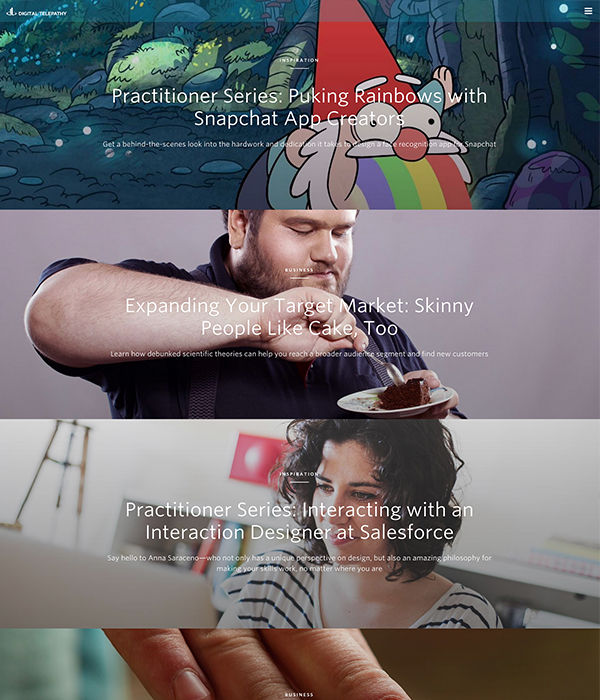 DIGITAL TELEPATHY
INSPIRATION
Practitioner Series: Puking Rainbows with
Snapchat App Creators
Get a behind-the-scenes look into the hardwork and dedication it takes to design a face recognition app for Snapchat
BUSINESS
Expanding Your Target Market: Skinny
People Like Cake, Too
Learn how debunked scientific theories can help you reach a broader audience segment and find new customers
INSPIRATION
Practitioner Series: Interacting with an
Interaction Designer at Salesforce
Say hello to Anna Saraceno—who not only has a unique perspective on design, but also an amazing philosophy for
making your skills work, no matter where you are
BUSINESS